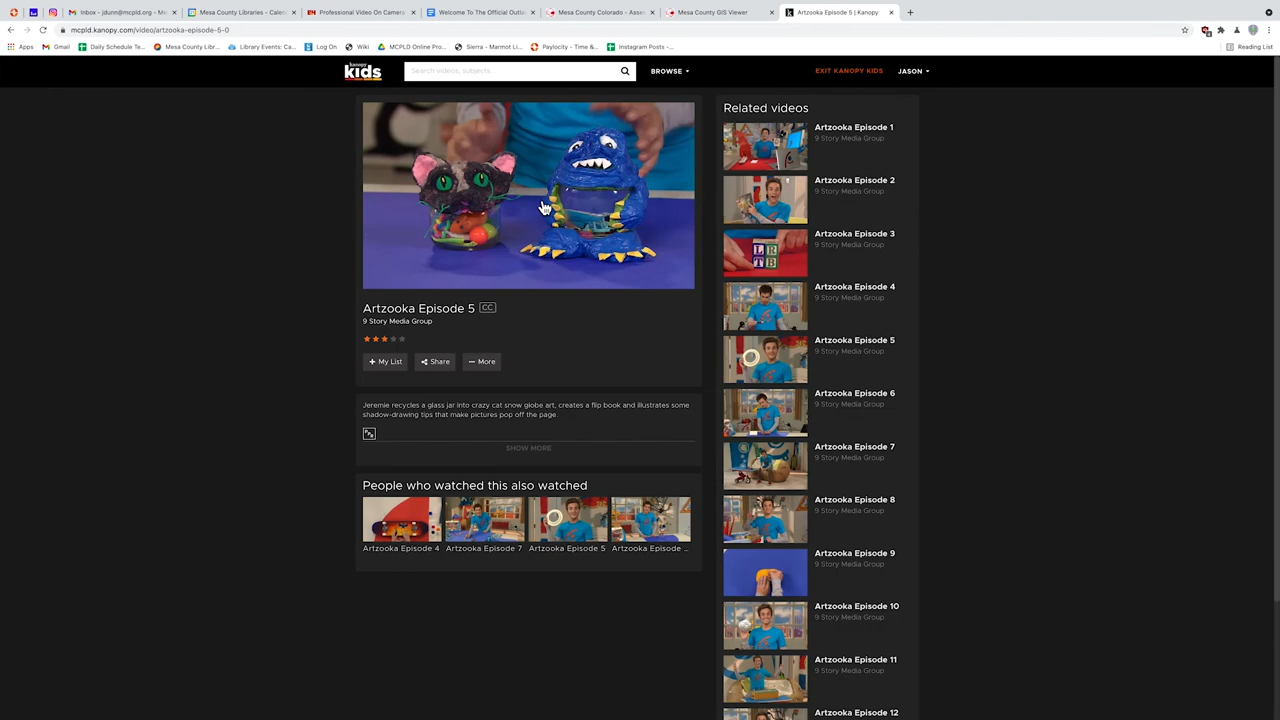 Inbox - jdunn@mcpld.org -
Mesa County Libraries - Calen
Professional Video On Camera
Welcome To The Official Outla
Mesa County Colorado - Asses
Mesa County GIS Viewer
Artzooka Episode 5 | Kanopy
mcpld.kanopy.com/video/artzooka-episode-5-0
Apps
Gmail
Daily Schedule Te...
Mesa County Libr...
Library Events: Ca...
Log On
Wiki
MCPLD Online Pro...
Sierra - Marmot Li...
Paylocity - Time &...
Instagram Posts -...
Reading List
kanopy
kids
Search videos, subjects...
BROWSE
EXIT KANOPY KIDS
JASON
Artzooka Episode 5 CC
9 Story Media Group
My List
Share
More
Jeremie recycles a glass jar into crazy cat snow globe art, creates a flip book and illustrates some
shadow-drawing tips that make pictures pop off the page.
SHOW MORE
People who watched this also watched
Artzooka Episode 4
Artzooka Episode 7
Artzooka Episode 5
Artzooka Episode ...
Related videos
Artzooka Episode 1
9 Story Media Group
Artzooka Episode 2
9 Story Media Group
Artzooka Episode 3
9 Story Media Group
Artzooka Episode 4
9 Story Media Group
Artzooka Episode 5
9 Story Media Group
Artzooka Episode 6
9 Story Media Group
Artzooka Episode 7
9 Story Media Group
Artzooka Episode 8
9 Story Media Group
Artzooka Episode 9
9 Story Media Group
Artzooka Episode 10
9 Story Media Group
Artzooka Episode 11
9 Story Media Group
Artzooka Episode 12